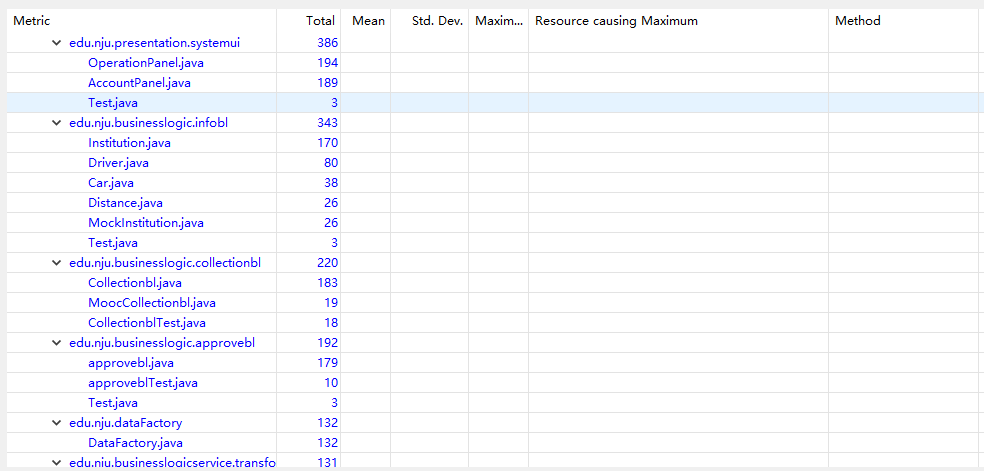 Metric Total Mean Std. Dev. Maxim... Resource causing Maximum Method
edu.nju.presentation.systemui 386
OperationPanel.java 194
AccountPanel.java 189
Test.java 3
edu.nju.businesslogic.infobl 343
Institution.java 170
Driver.java 80
Car.java 38
Distance.java 26
MockInstitution.java 26
Test.java 3
edu.nju.businesslogic.collectionbl 220
Collectionbl.java 183
MoocCollectionbl.java 19
CollectionblTest.java 18
edu.nju.businesslogic.approvebl 192
approvebl.java 179
approveblTest.java 10
Test.java 3
edu.nju.dataFactory 132
DataFactory.java 132
edu.nju.businesslogicservice.transfo 131